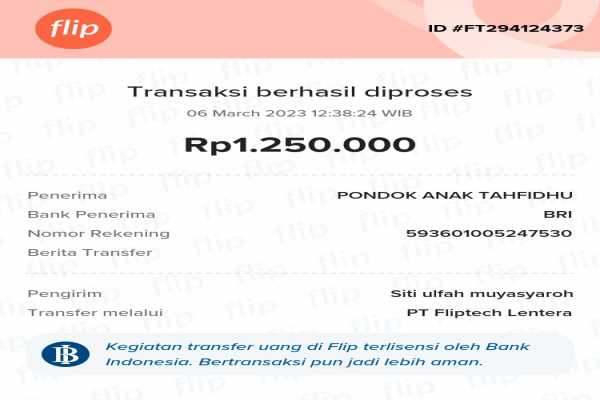 flip
ID #FT294124373
Transaksi berhasil diproses
06 March 2023 12:38:24 WIB
Rp1.250.000
Penerima PONDOK ANAK TAHFIDHU
Bank Penerima BRI
Nomor Rekening 593601005247530
Berita Transfer
Pengirim Siti ulfah muyasyaroh
Transfer melalui PT Fliptech Lentera
Kegiatan transfer uang di Flip terlisensi oleh Bank
Indonesia. Bertransaksi pun jadi lebih aman.